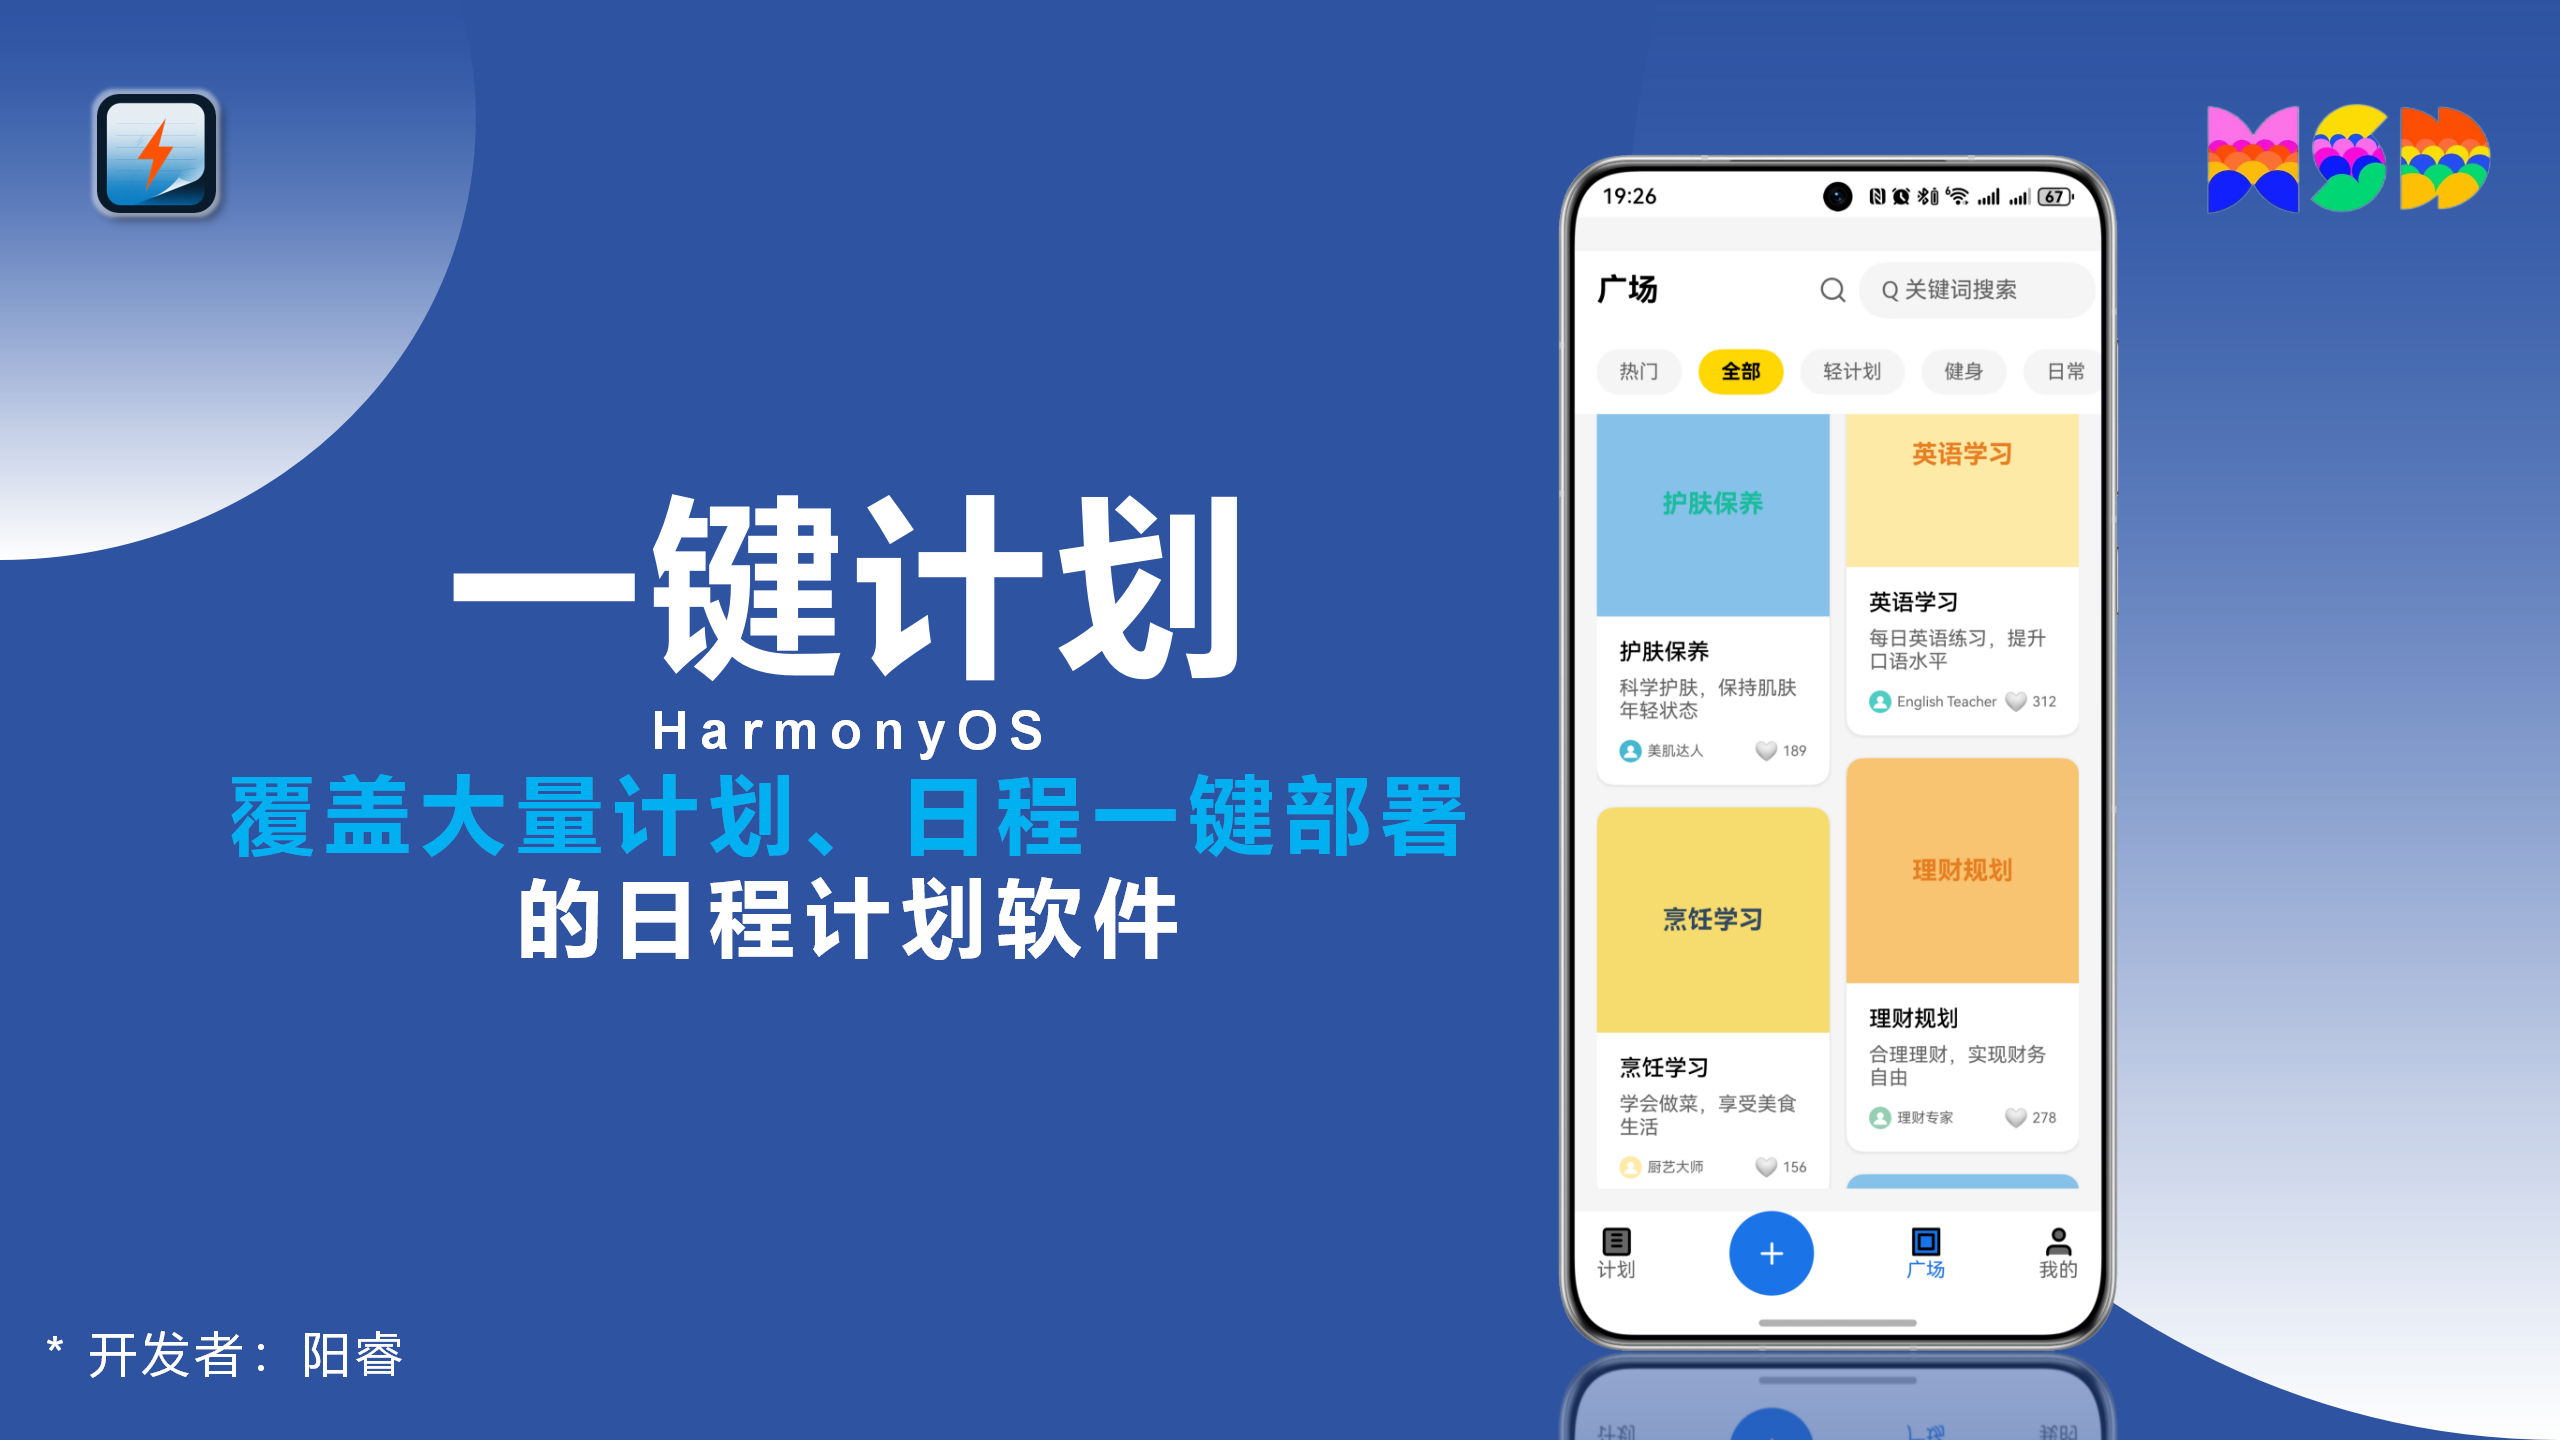 一键计划
HarmonyOS
覆盖大量计划、日程一键部署
的日程计划软件
* 开发者：阳睿
HSD
19:26
67
广场
Q 关键词搜索
热门
全部
轻计划
健身
日常
护肤保养
护肤保养
科学护肤，保持肌肤
年轻状态
美肌达人
189
英语学习
英语学习
每日英语练习，提升
口语水平
English Teacher
312
烹饪学习
烹饪学习
学会做菜，享受美食
生活
厨艺大师
156
理财规划
理财规划
合理理财，实现财务
自由
理财专家
278
计划
+
广场
我的